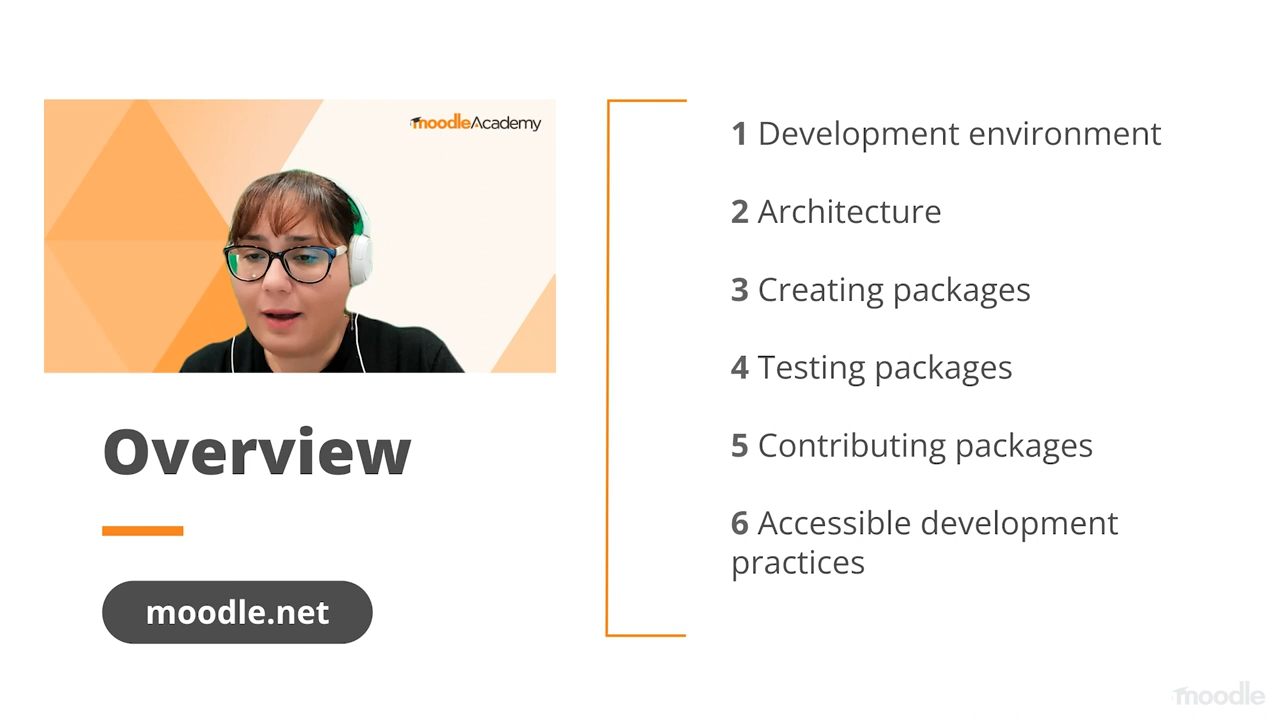 moodleAcademy
Overview
moodle.net
1 Development environment
2 Architecture
3 Creating packages
4 Testing packages
5 Contributing packages
6 Accessible development
practices
moodle